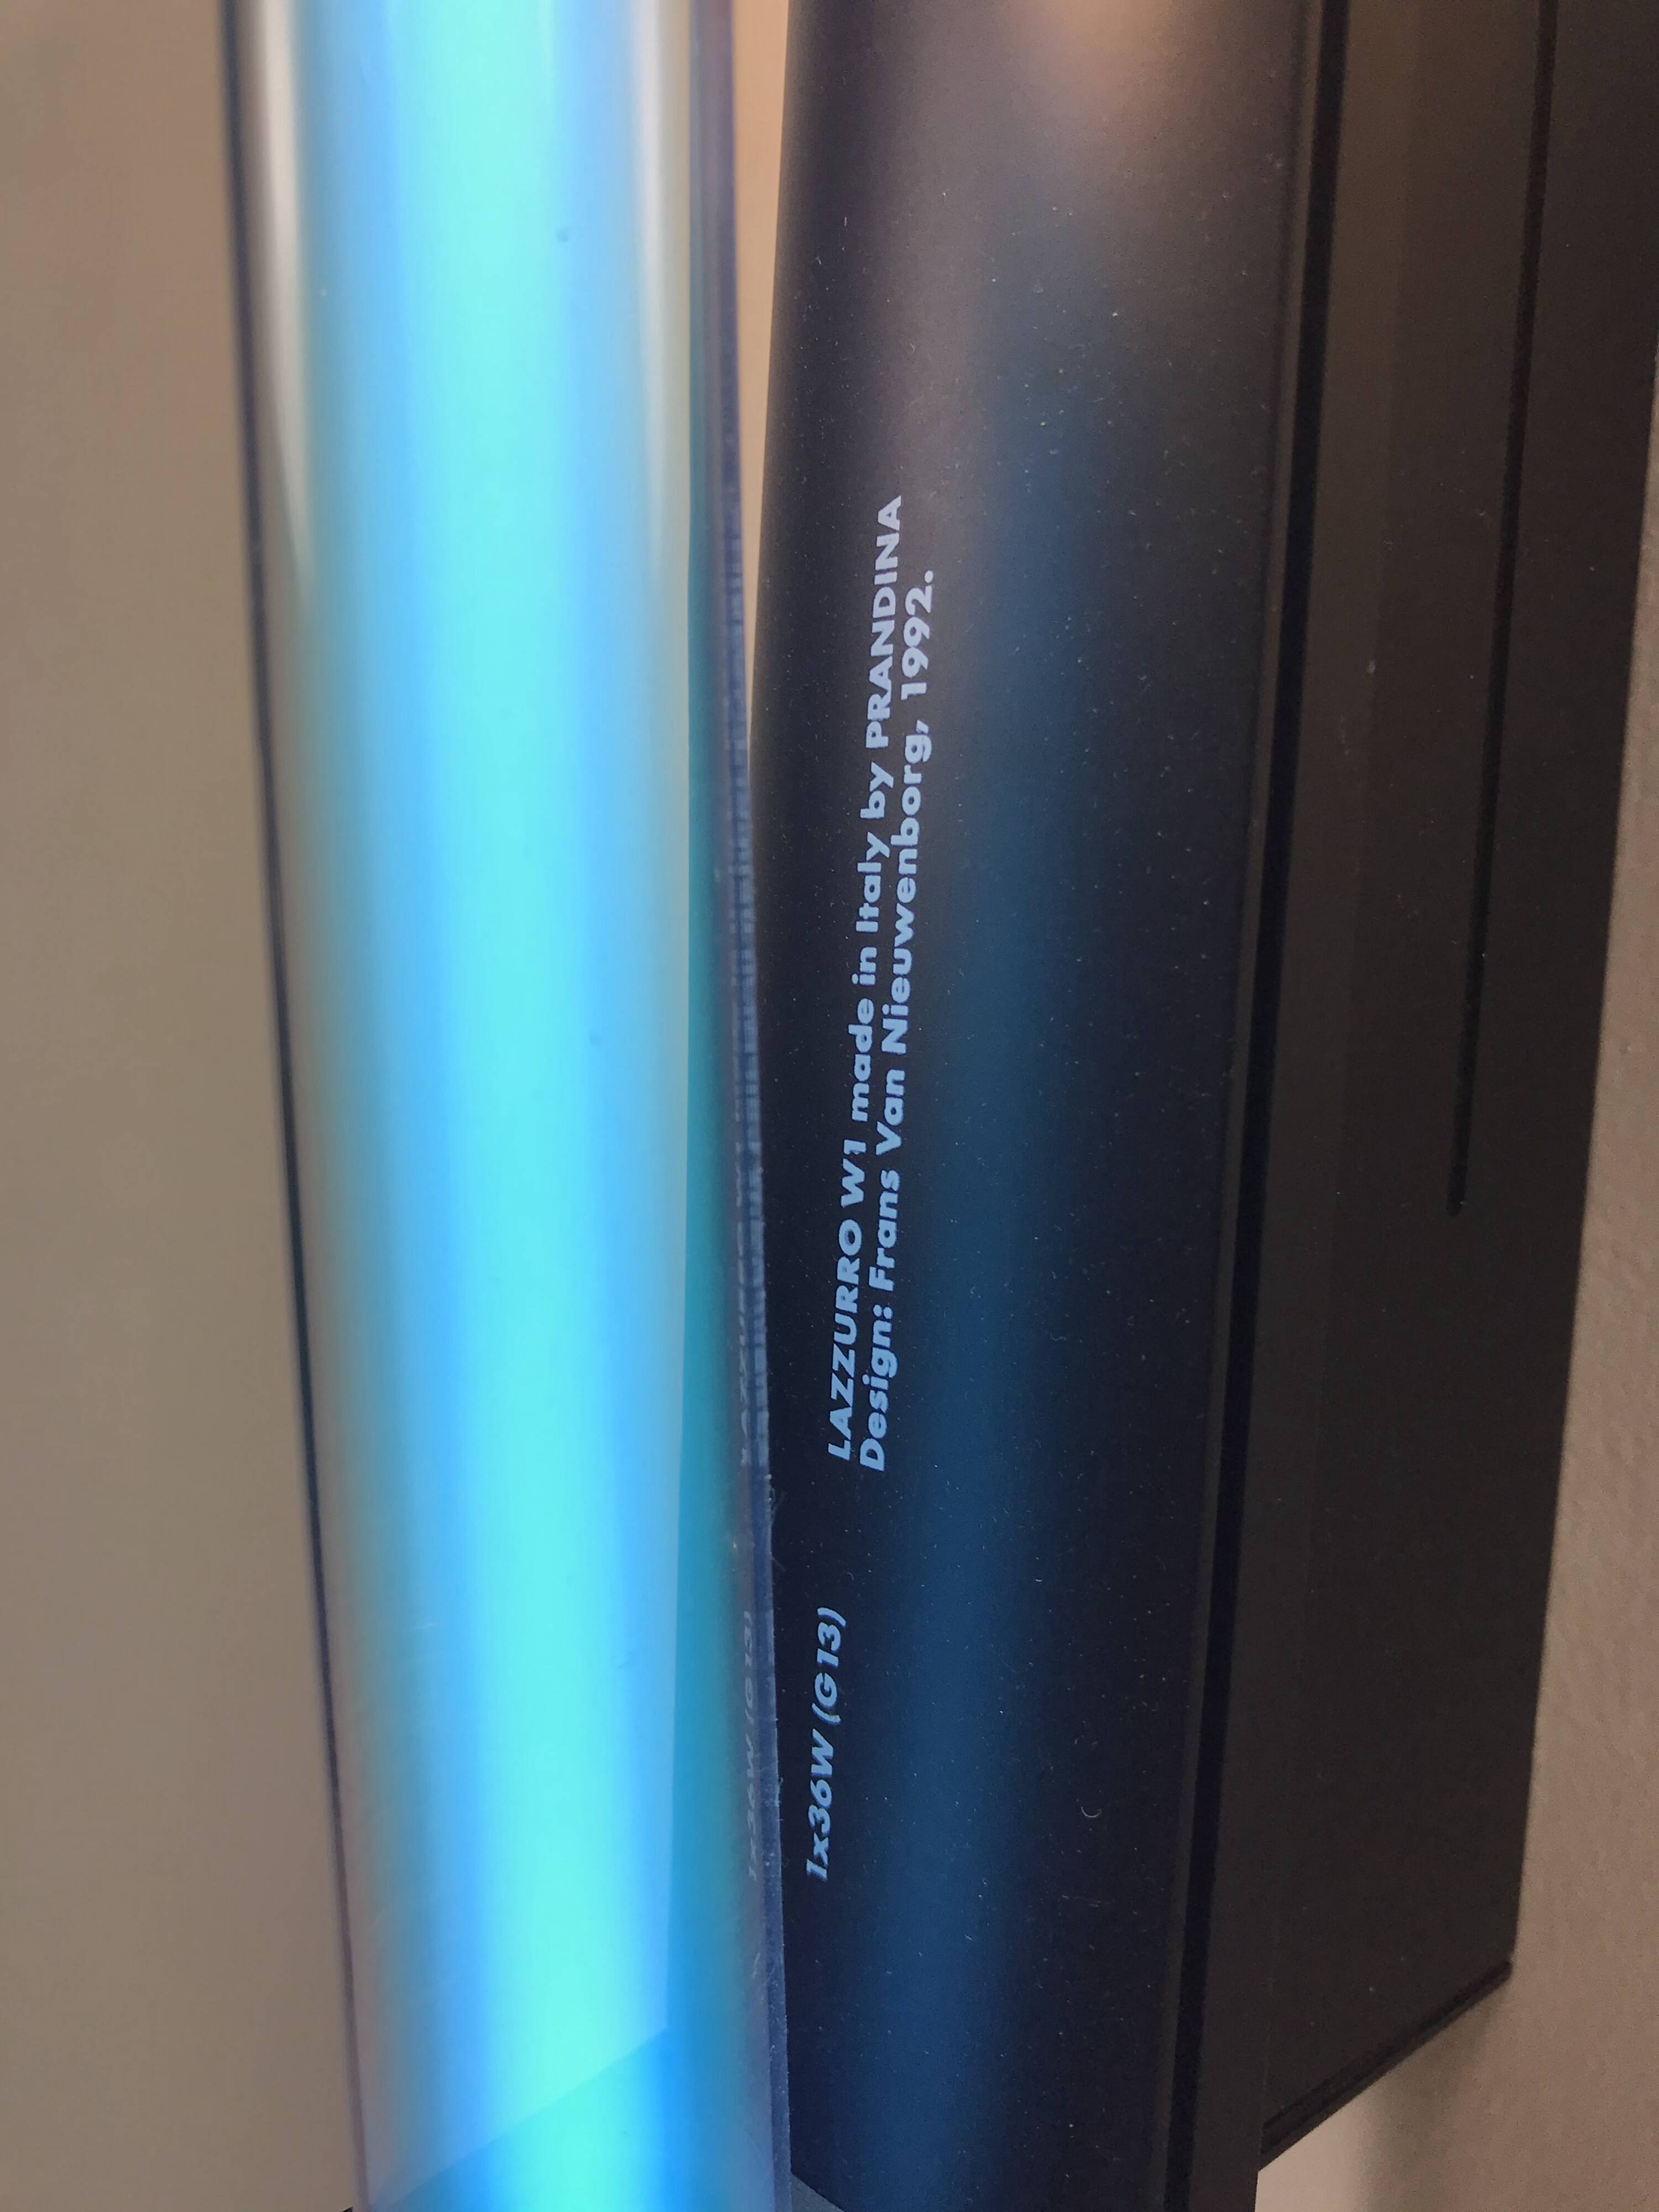 LAZZURRO W1 made in Italy by PRANDINA
Design: Frans Van Nieuwenborg, 1992.
1x36W (G13)